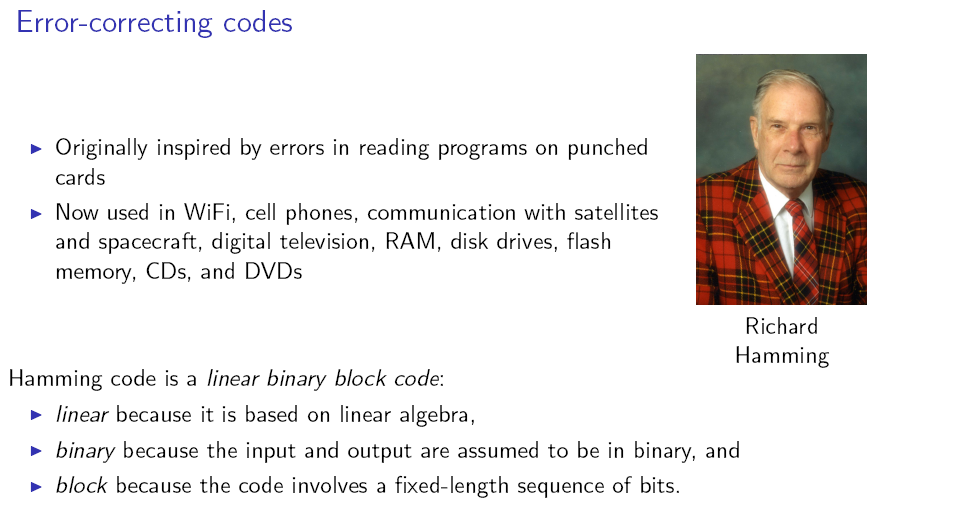 Error-correcting codes
Originally inspired by errors in reading programs on punched
cards
Now used in WiFi, cell phones, communication with satellites
and spacecraft, digital television, RAM, disk drives, flash
memory, CDs, and DVDs
Richard
Hamming
Hamming code is a linear binary block code:
linear because it is based on linear algebra,
binary because the input and output are assumed to be in binary, and
block because the code involves a fixed-length sequence of bits.